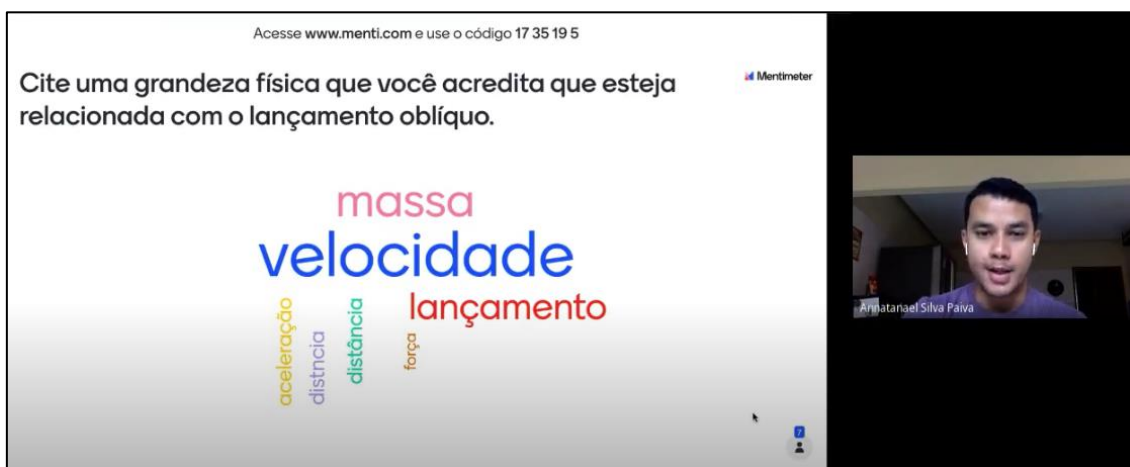 Acesse www.menti.com e use o código 17 35 19 5
Cite uma grandeza física que você acredita que esteja
relacionada com o lançamento oblíquo.
Mentimeter
massa
velocidade
lançamento
aceleração
distncia
distância
força
7
Annatanael Silva Paiva